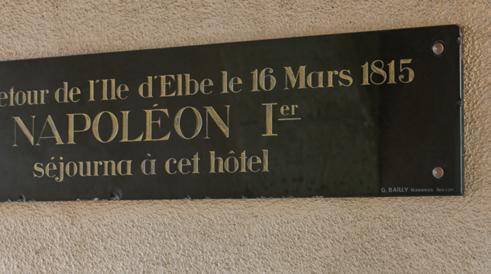 etour de l'Ile d'Elbe le 16 Mars 1815
NAPOLÉON Ier
séjourna à cet hôtel
G. BAILLY